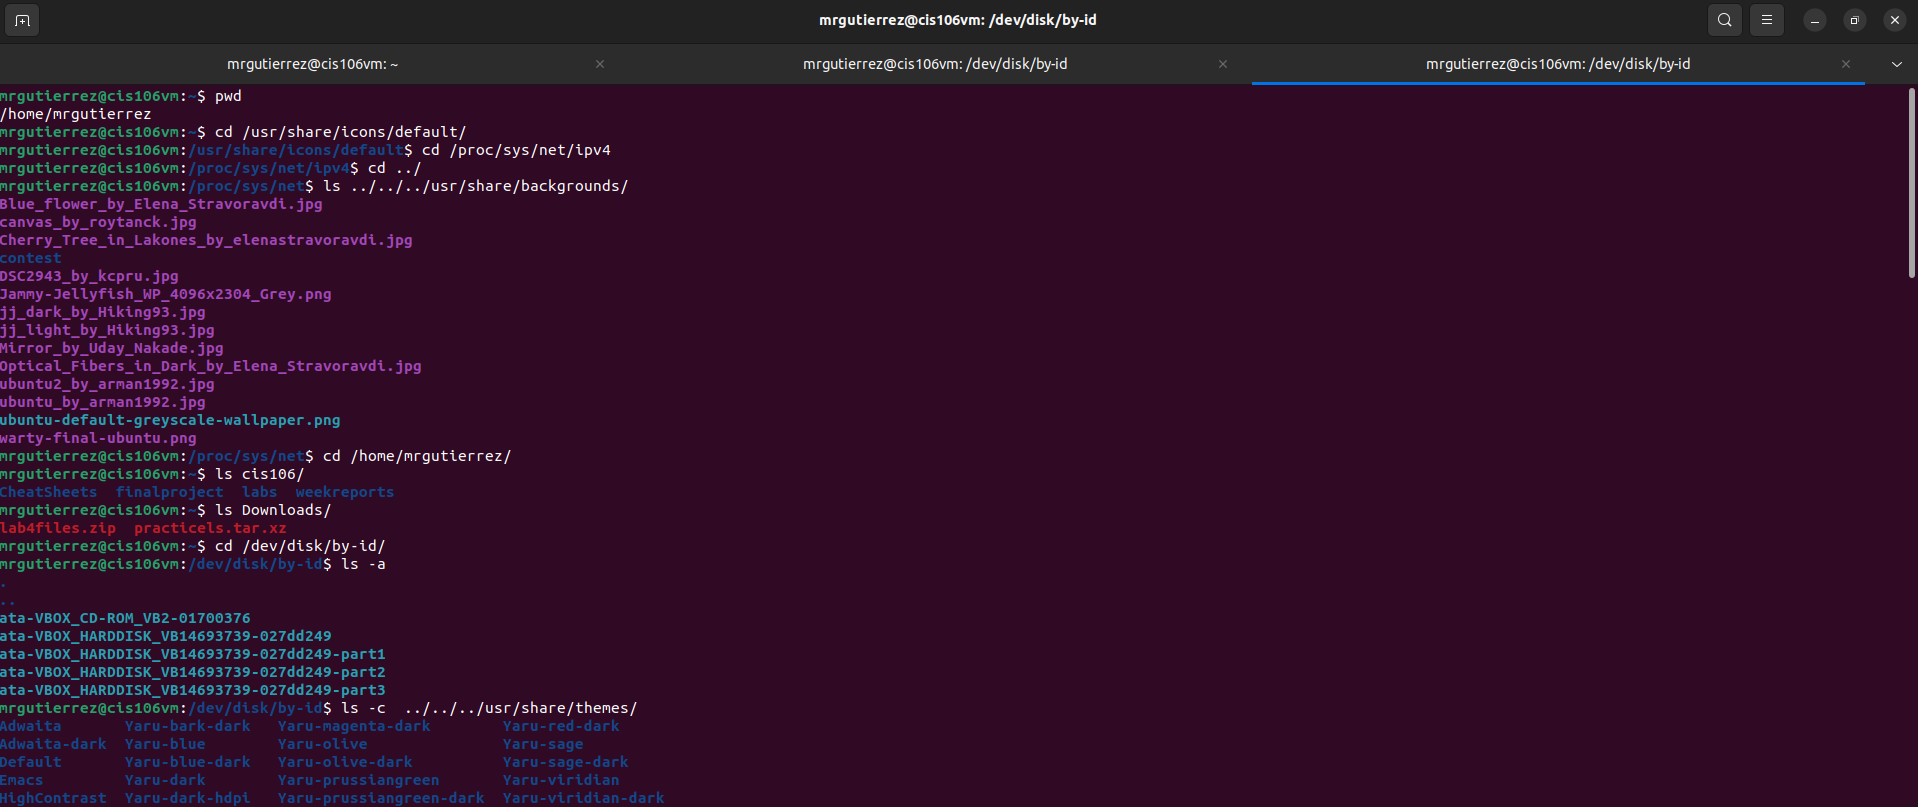 mrgutierrez@cis106vm: /dev/disk/by-id
mrgutierrez@cis106vm: ~ × mrgutierrez@cis106vm: /dev/disk/by-id × mrgutierrez@cis106vm: /dev/disk/by-id ×
mrgutierrez@cis106vm:~$ pwd
/home/mrgutierrez
mrgutierrez@cis106vm:~$ cd /usr/share/icons/default/
mrgutierrez@cis106vm:/usr/share/icons/default$ cd /proc/sys/net/ipv4
mrgutierrez@cis106vm:/proc/sys/net/ipv4$ cd ../
mrgutierrez@cis106vm:/proc/sys/net$ ls ../../../usr/share/backgrounds/
Blue_flower_by_Elena_Stravoravdi.jpg
canvas_by_roytanck.jpg
Cherry_Tree_in_Lakones_by_elenastravoravdi.jpg
contest
DSC2943_by_kcpru.jpg
Jammy-Jellyfish_WP_4096x2304_Grey.png
jj_dark_by_Hiking93.jpg
jj_light_by_Hiking93.jpg
Mirror_by_Uday_Nakade.jpg
Optical_Fibers_in_Dark_by_Elena_Stravoravdi.jpg
ubuntu2_by_arman1992.jpg
ubuntu_by_arman1992.jpg
ubuntu-default-greyscale-wallpaper.png
warty-final-ubuntu.png
mrgutierrez@cis106vm:/proc/sys/net$ cd /home/mrgutierrez/
mrgutierrez@cis106vm:~$ ls cis106/
CheatSheets  finalproject  labs  weekreports
mrgutierrez@cis106vm:~$ ls Downloads/
lab4files.zip  practicels.tar.xz
mrgutierrez@cis106vm:~$ cd /dev/disk/by-id/
mrgutierrez@cis106vm:/dev/disk/by-id$ ls -a
.
..
ata-VBOX_CD-ROM_VB2-01700376
ata-VBOX_HARDDISK_VB14693739-027dd249
ata-VBOX_HARDDISK_VB14693739-027dd249-part1
ata-VBOX_HARDDISK_VB14693739-027dd249-part2
ata-VBOX_HARDDISK_VB14693739-027dd249-part3
mrgutierrez@cis106vm:/dev/disk/by-id$ ls -c  ../../../usr/share/themes/
Adwaita       Yaru-bark-dark   Yaru-magenta-dark        Yaru-red-dark
Adwaita-dark  Yaru-blue        Yaru-olive               Yaru-sage
Default       Yaru-blue-dark   Yaru-olive-dark          Yaru-sage-dark
Emacs         Yaru-dark        Yaru-prussiangreen       Yaru-viridian
HighContrast  Yaru-dark-hdpi   Yaru-prussiangreen-dark  Yaru-viridian-dark